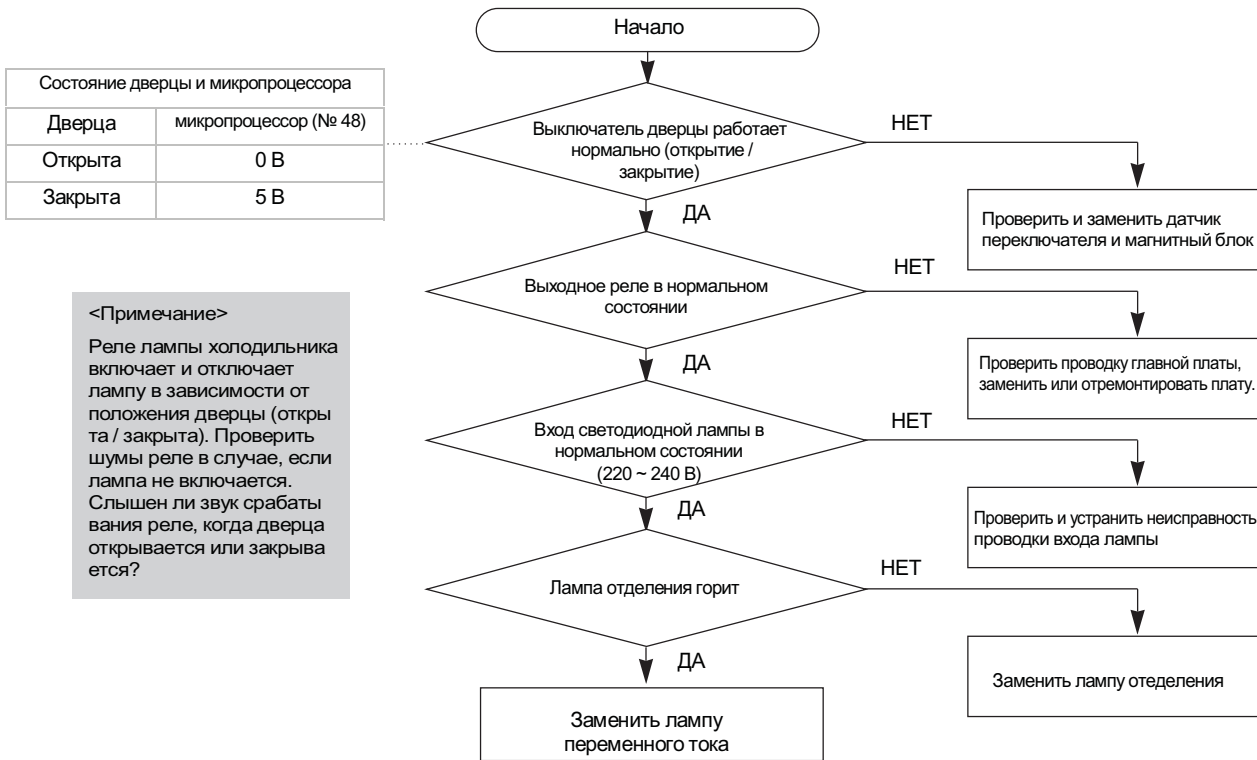 Начало
Состояние дверцы и микропроцессора
Дверца
микропроцессор (№ 48)
Открыта
0 В
Закрыта
5 В
Выключатель дверцы работает
нормально (открытие /
закрытие)
НЕТ
ДА
Проверить и заменить датчик
переключателя и магнитный блок
Выходное реле в нормальном
состоянии
НЕТ
ДА
Проверить проводку главной платы,
заменить или отремонтировать плату.
<Примечание>
Реле лампы холодильника
включает и отключает
лампу в зависимости от
положения дверцы (откры
та / закрыта). Проверить
шумы реле в случае, если
лампа не включается.
Слышен ли звук срабаты
вания реле, когда дверца
открывается или закрыва
ется?
Вход светодиодной лампы в
нормальном состоянии
(220 ~ 240 В)
НЕТ
ДА
Проверить и устранить неисправность
проводки входа лампы
Лампа отделения горит
НЕТ
ДА
Заменить лампу отеделения
Заменить лампу
переменного тока